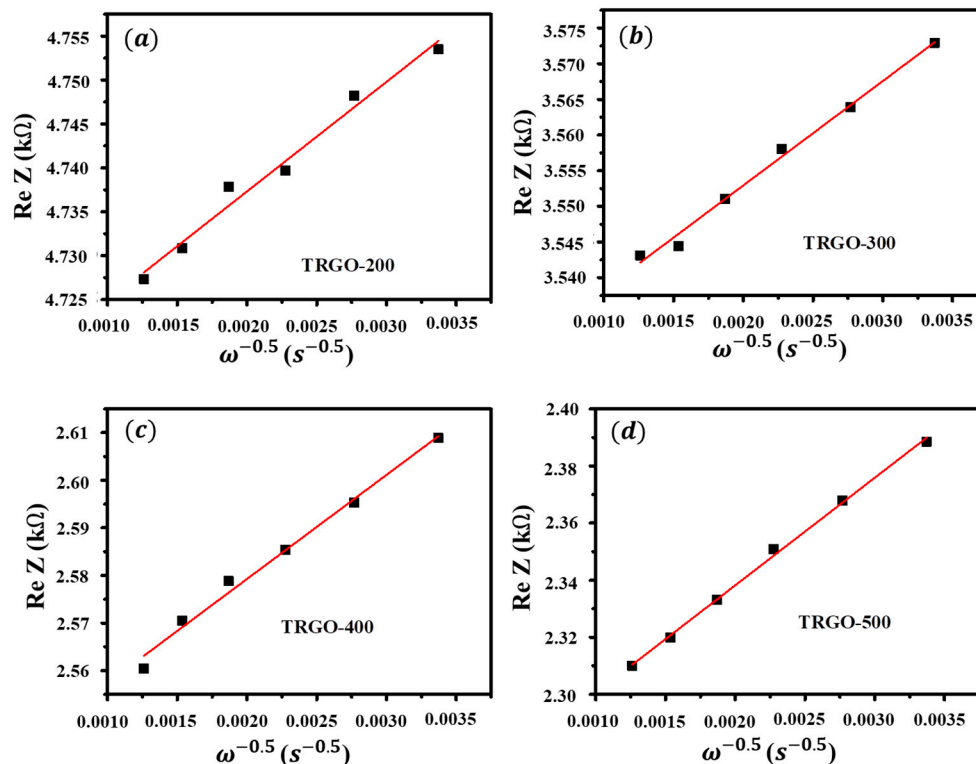 (a)
Re Z (kΩ)
4.755
4.750
4.745
4.740
4.735
4.730
4.725
TRGO-200
0.0010 0.0015 0.0020 0.0025 0.0030 0.0035
ω^-0.5 (s^-0.5)
(b)
Re Z (kΩ)
3.575
3.570
3.565
3.560
3.555
3.550
3.545
3.540
TRGO-300
0.0010 0.0015 0.0020 0.0025 0.0030 0.0035
ω^-0.5 (s^-0.5)
(c)
Re Z (kΩ)
2.61
2.60
2.59
2.58
2.57
2.56
TRGO-400
0.0010 0.0015 0.0020 0.0025 0.0030 0.0035
ω^-0.5 (s^-0.5)
(d)
Re Z (kΩ)
2.40
2.38
2.36
2.34
2.32
2.30
TRGO-500
0.0010 0.0015 0.0020 0.0025 0.0030 0.0035
ω^-0.5 (s^-0.5)